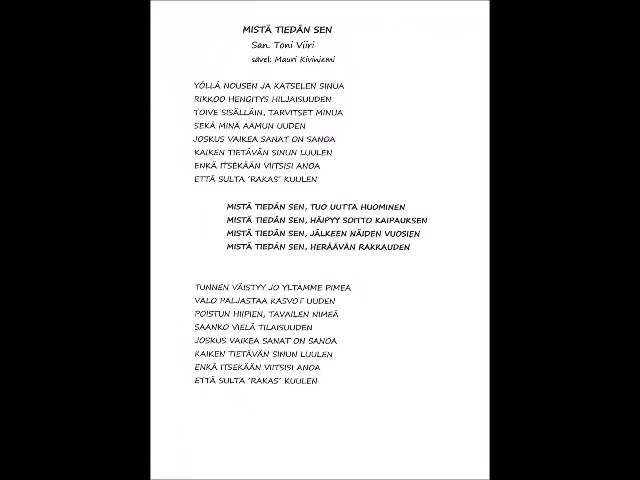 MISTÄ TIEDÄN SEN
San. Toni Viiri
sävel: Mauri Kiviniemi
YÖLLÄ NOUSEN JA KATSELEN SINUA
RIKKOO HENGITYS HILJAISUUDEN
TOIVE SISÄLLÄIN, TARVITSET MINUA
SEKÄ MINÄ AAMUN UUDEN
JOSKUS VAIKEA SANAT ON SANOA
KAIKEN TIETÄVÄN SINUN LUULEN
ENKÄ ITSEKÄÄN VIITSISI ANOA
ETTÄ SULTA 'RAKAS' KUULEN
MISTÄ TIEDÄN SEN, TUO UUTTA HUOMINEN
MISTÄ TIEDÄN SEN, HÄIPYY SOITTO KAIPAUKSEN
MISTÄ TIEDÄN SEN, JÄLKEEN NÄIDEN VUOSIEN
MISTÄ TIEDÄN SEN, HERÄÄVÄN RAKKAUDEN
TUNNEN VÄISTYY JO YLTÄMME PIMEA
VALO PALJASTAA KASVOT UUDEN
POISTUN HIIPIEN, TAVAILEN NIMEÄ
SAANKO VIELÄ TILAISUUDEN
JOSKUS VAIKEA SANAT ON SANOA
KAIKEN TIETÄVÄN SINUN LUULEN
ENKÄ ITSEKÄÄN VIITSISI ANOA
ETTÄ SULTA 'RAKAS' KUULEN